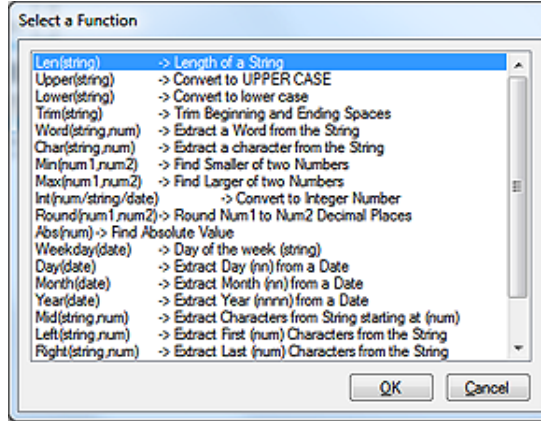 Select a Function
Len(string) -> Length of a String
Upper(string) -> Convert to UPPER CASE
Lower(string) -> Convert to lower case
Trim(string) -> Trim Beginning and Ending Spaces
Word(string,num) -> Extract a Word from the String
Char(string,num) -> Extract a character from the String
Min(num1,num2) -> Find Smaller of two Numbers
Max(num1,num2) -> Find Larger of two Numbers
Int(num/string/date) -> Convert to Integer Number
Round(num1,num2)-> Round Num1 to Num2 Decimal Places
Abs(num)-> Find Absolute Value
Weekday(date) -> Day of the week (string)
Day(date) -> Extract Day (nn) from a Date
Month(date) -> Extract Month (nn) from a Date
Year(date) -> Extract Year (nnnn) from a Date
Mid(string,num) -> Extract Characters from String starting at (num)
Left(string,num) -> Extract First (num) Characters from the String
Right(string,num) -> Extract Last (num) Characters from the String
OK Cancel